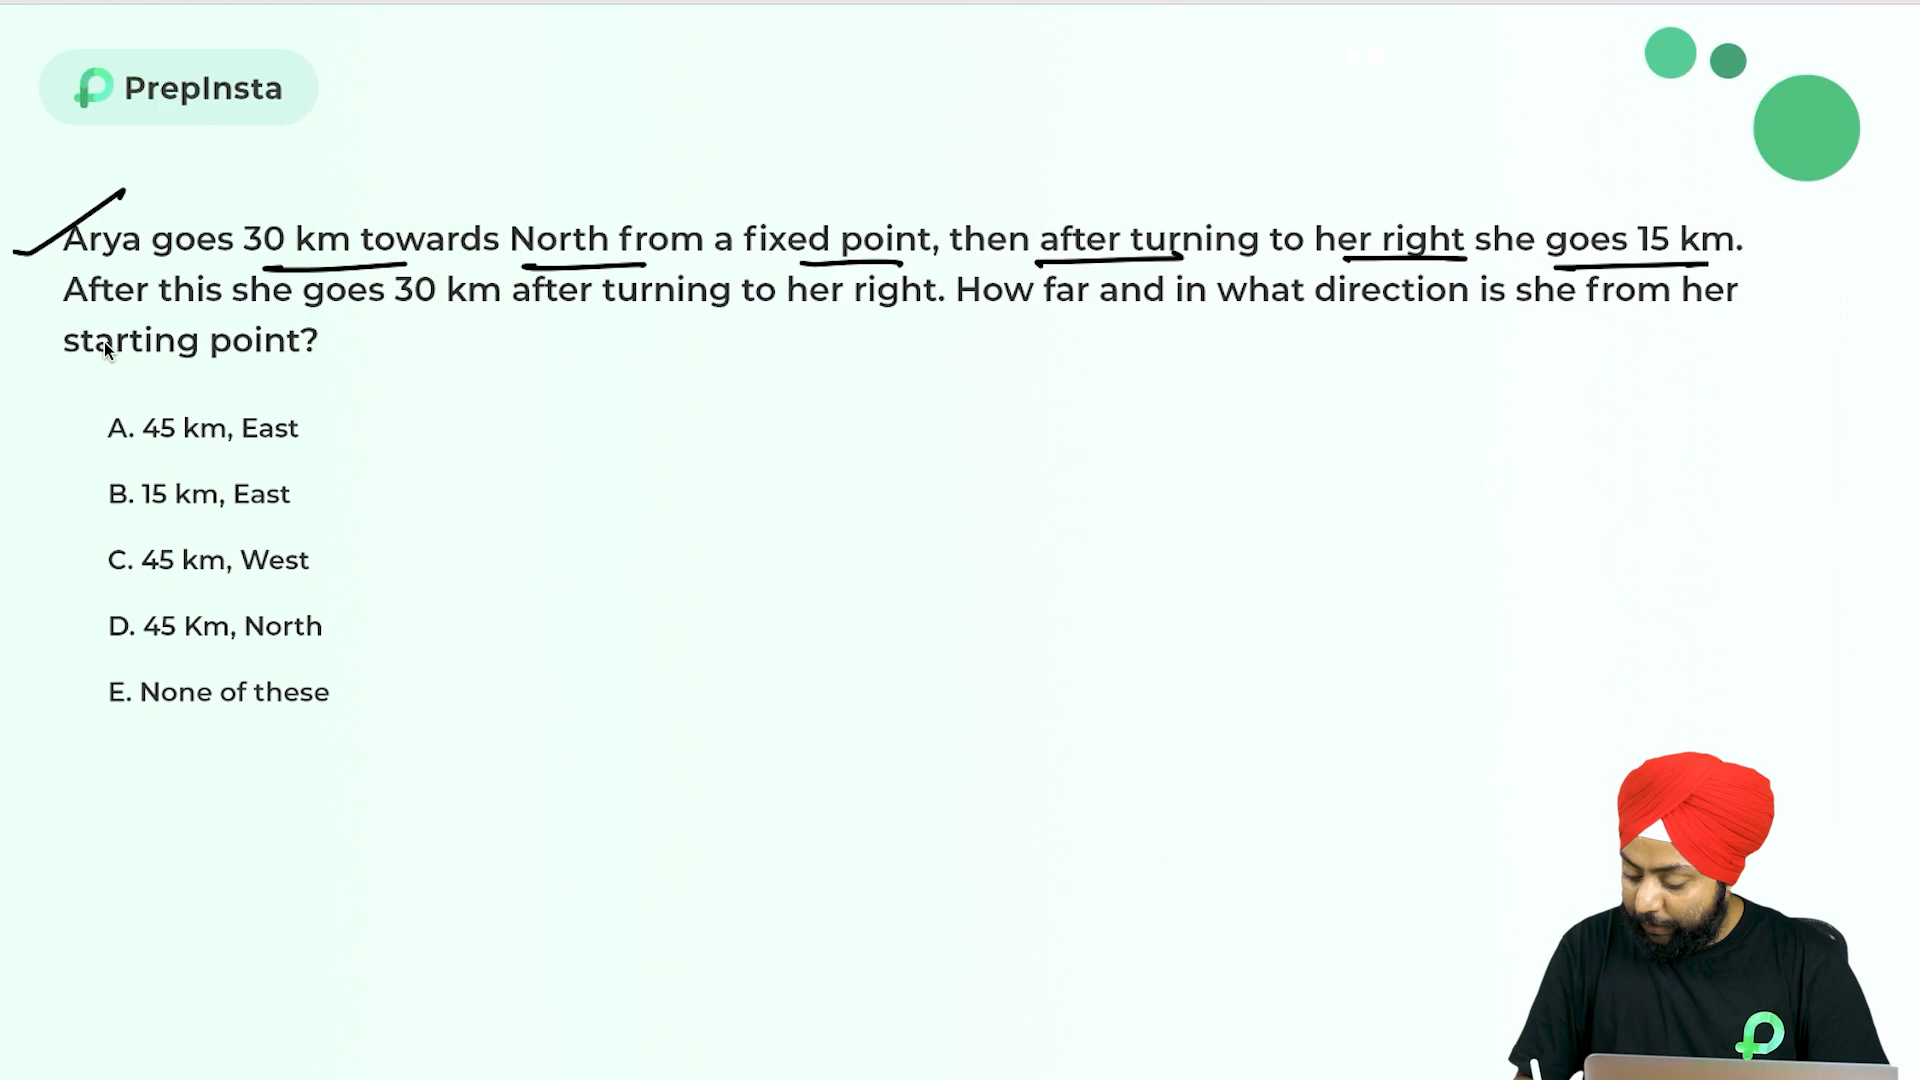 PrepInsta
Arya goes 30 km towards North from a fixed point, then after turning to her right she goes 15 km.
After this she goes 30 km after turning to her right. How far and in what direction is she from her
starting point?
A. 45 km, East
B. 15 km, East
C. 45 km, West
D. 45 Km, North
E. None of these